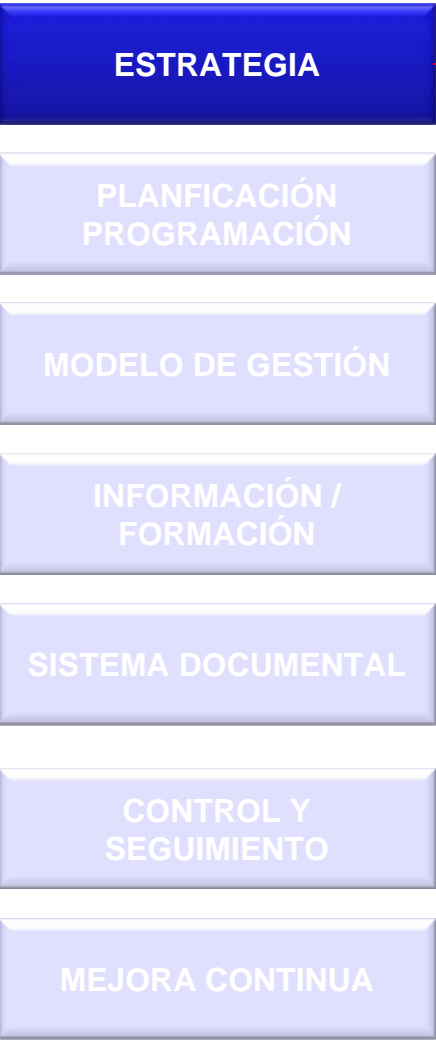 ESTRATEGIA
PLANFICACIÓN
PROGRAMACIÓN
MODELO DE GESTIÓN
INFORMACIÓN /
FORMACIÓN
SISTEMA DOCUMENTAL
CONTROL Y
SEGUIMIENTO
MEJORA CONTINUA